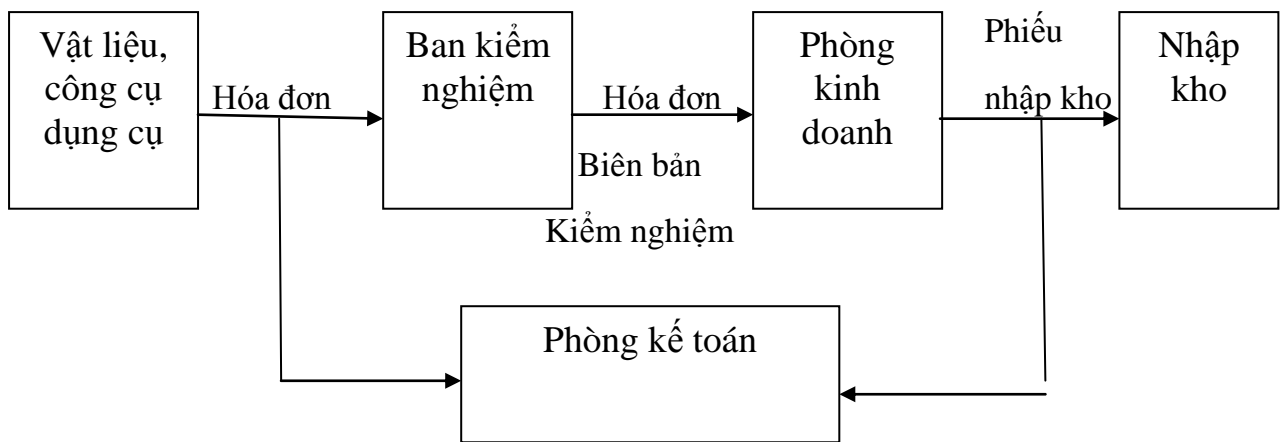 Vật liệu,
công cụ
dụng cụ
Hóa đơn
Ban kiểm
nghiệm
Hóa đơn
Biên bản
Kiểm nghiệm
Phòng
kinh
doanh
Phiếu
nhập kho
Nhập
kho
Phòng kế toán